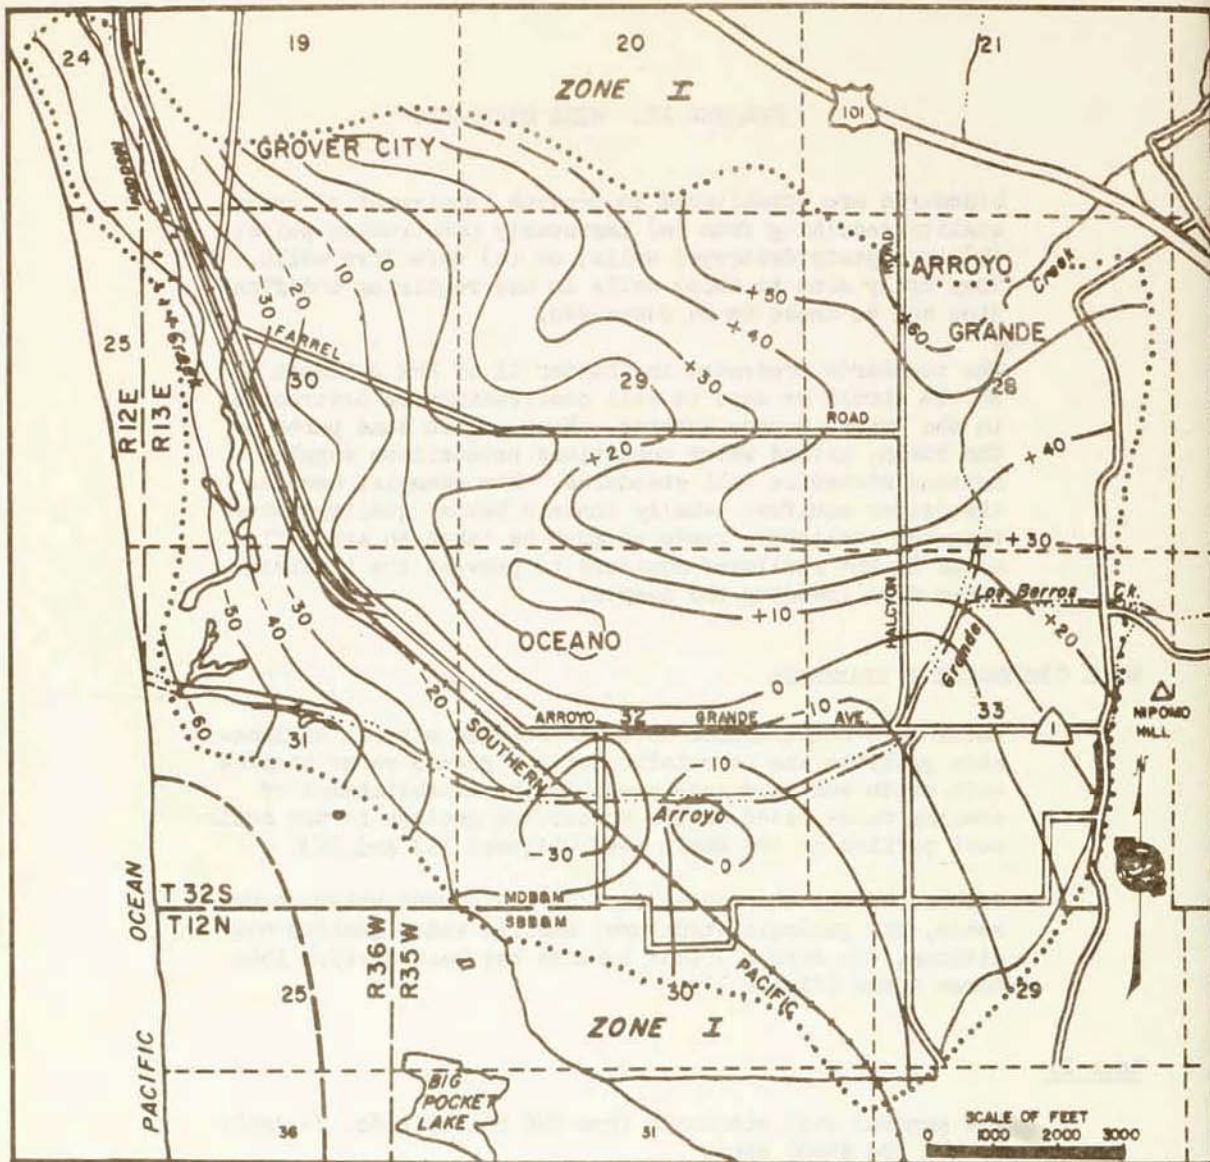 24
19
20
21
ZONE I
101
GROVER CITY
ROAD
ARROYO
GRANDE
Creek
0
-10
-20
-30
+50
+40
+30
+60
25
R12E
R13E
FARREL
30
29
28
ROAD
+20
+40
+30
+10
HALCYON
Los Berros Ck.
Grande
+20
-50
-40
-30
OCEANO
0
-10
-20
-60
31
SOUTHERN
ARROYO 32 GRANDE AVE.
33
1
NIPOMO
HILL
-10
Arroyo
-30
0
T 32S
MDB&M
T12N
SBB&M
OCEAN
R36W
R35W
25
PACIFIC
30
29
ZONE I
PACIFIC
BIG
POCKET
LAKE
36
31
SCALE OF FEET
0 1000 2000 3000